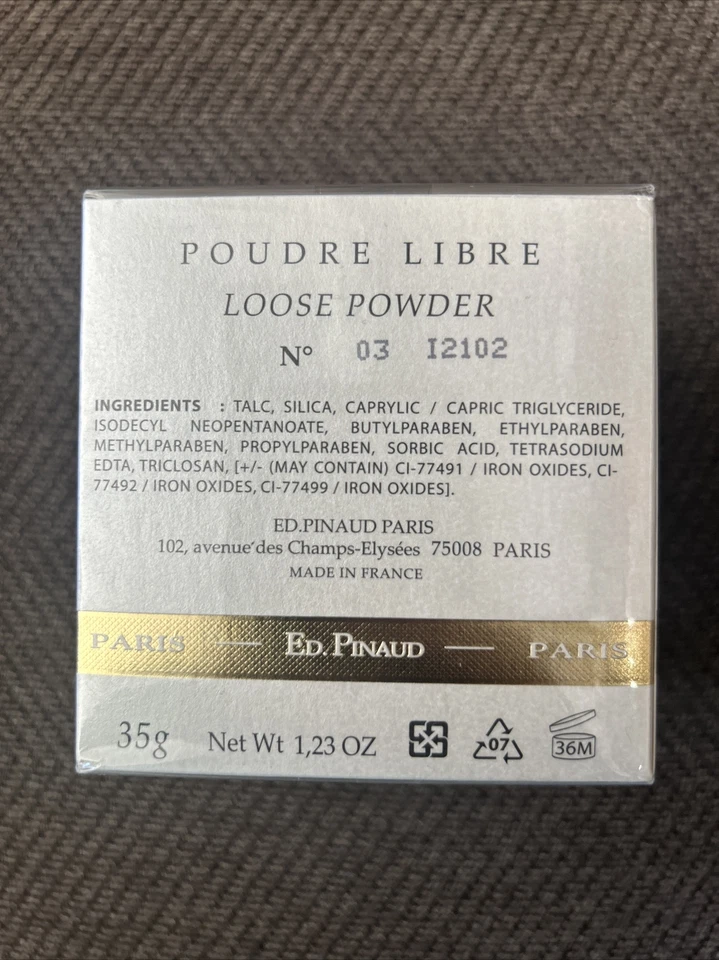 POUDRE LIBRE
LOOSE POWDER
N° 03 I2102
INGREDIENTS : TALC, SILICA, CAPRYLIC / CAPRIC TRIGLYCERIDE,
ISODECYL NEOPENTANOATE, BUTYLPARABEN, ETHYLPARABEN,
METHYLPARABEN, PROPYLPARABEN, SORBIC ACID, TETRASODIUM
EDTA, TRICLOSAN, [+/- (MAY CONTAIN) CI-77491 / IRON OXIDES, CI-
77492 / IRON OXIDES, CI-77499 / IRON OXIDES].
ED.PINAUD PARIS
102, avenue des Champs-Elysées 75008 PARIS
MADE IN FRANCE
PARIS — ED. PINAUD — PARIS
35g Net Wt 1,23 OZ 07 36M